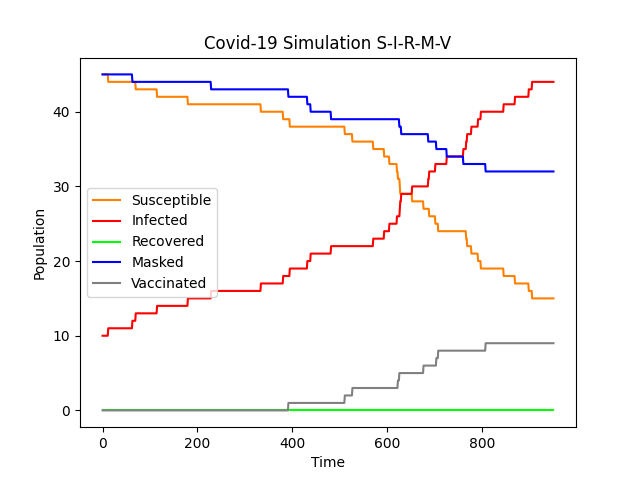 Covid-19 Simulation S-I-R-M-V
Population
40
30
20
10
0
Susceptible
Infected
Recovered
Masked
Vaccinated
0 200 400 600 800
Time